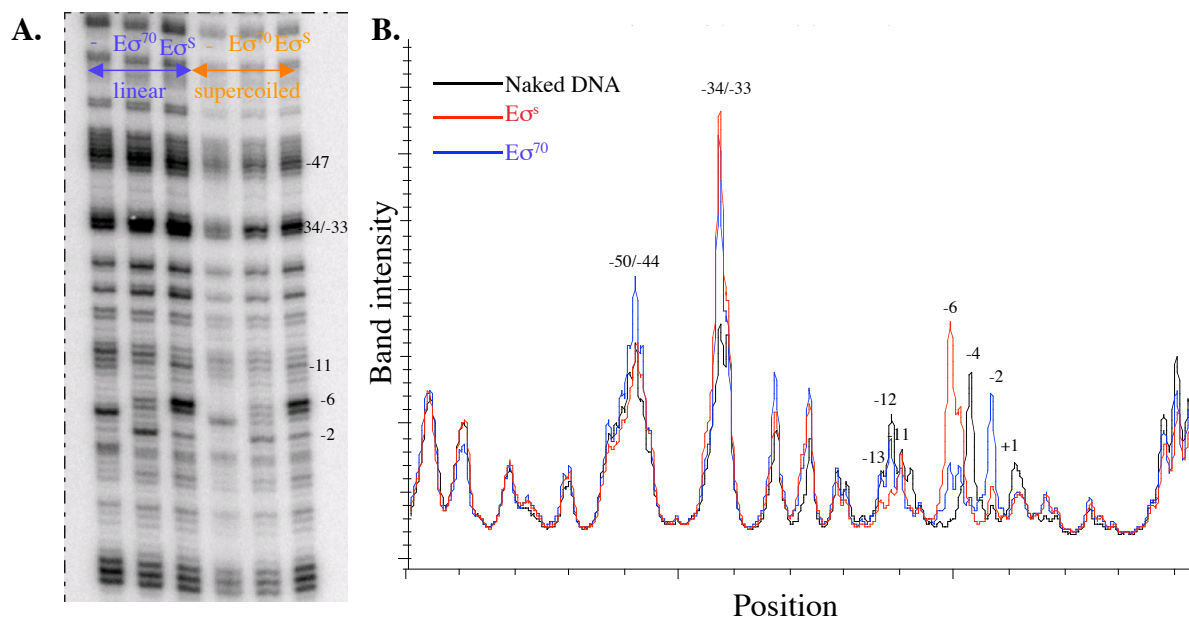 A.
- Eσ⁷⁰ Eσˢ - Eσ⁷⁰ Eσˢ
linear supercoiled
-47
-34/-33
-11
-6
-2
B.
Naked DNA
Eσˢ
Eσ⁷⁰
-34/-33
-50/-44
-6
-4
-2
-12
-13
11
+1
Band intensity
Position